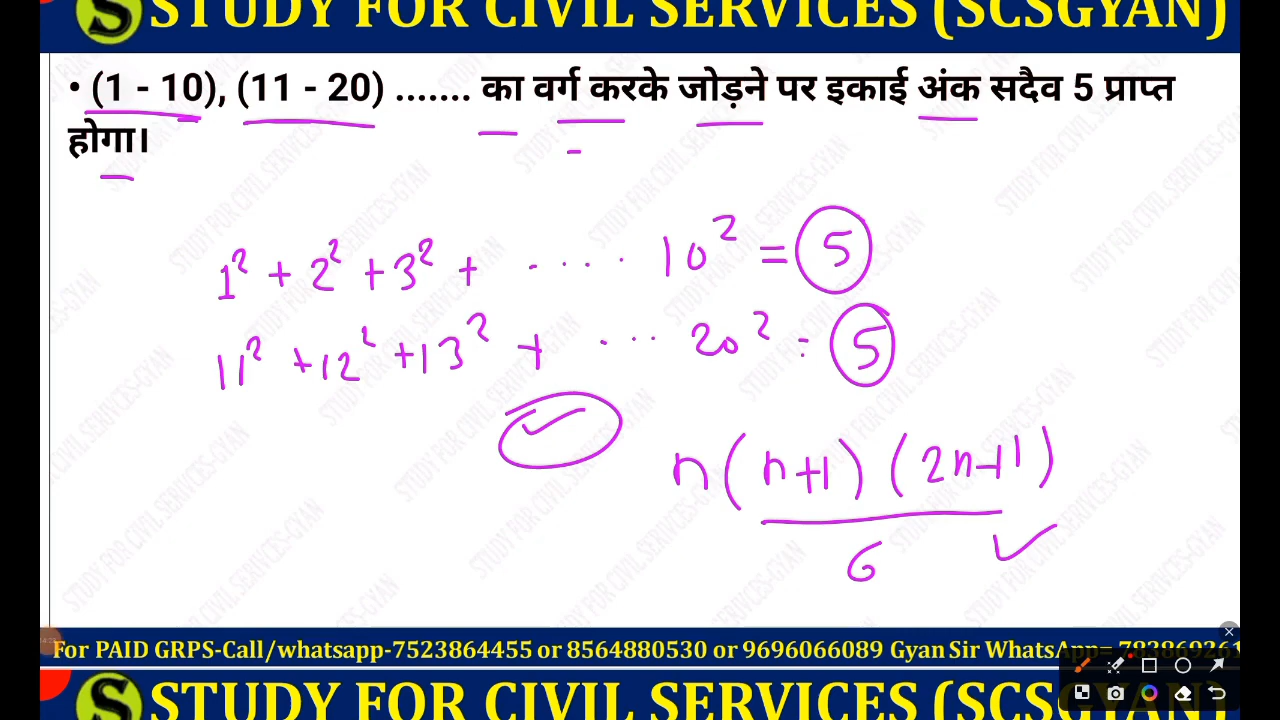 STUDY FOR CIVIL SERVICES (SCSGYAN)
• (1 - 10), (11 - 20) ....... का वर्ग करके जोड़ने पर इकाई अंक सदैव 5 प्राप्त
होगा।
1² + 2² + 3² + ..... 10² = 5
11² + 12² + 13² + .... 20² = 5
n(n+1)(2n+1)
6
For PAID GRPS-Call/whatsapp-7523864455 or 8564880530 or 9696066089 Gyan Sir WhatsApp=
STUDY FOR CIVIL SERVICES (SCSGYAN)